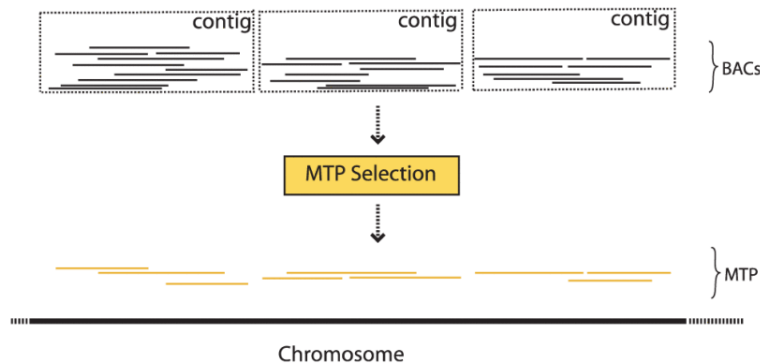 contig
contig
contig
BACs
MTP Selection
MTP
Chromosome